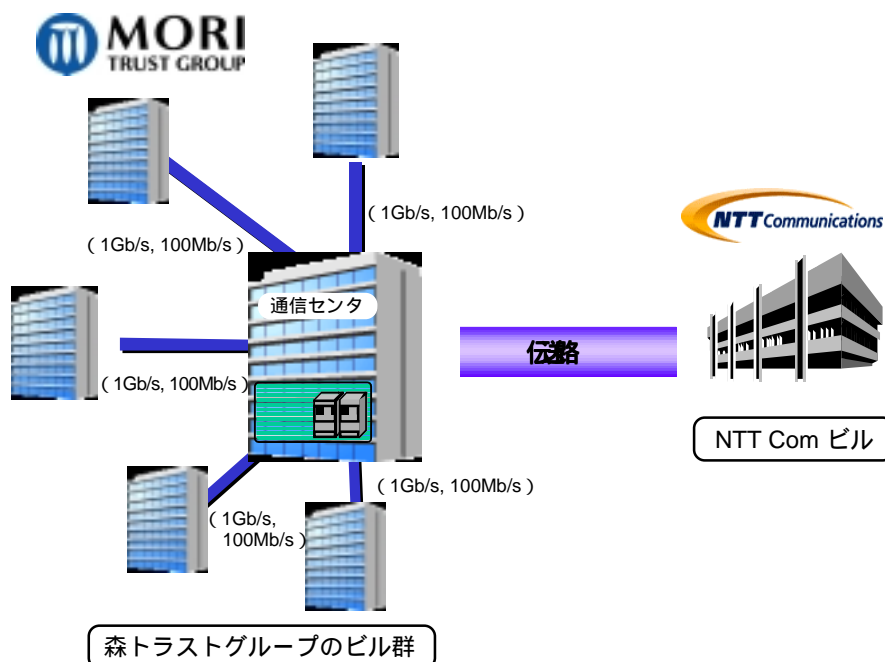 MORI
TRUST GROUP
(1Gb/s, 100Mb/s)
(1Gb/s, 100Mb/s)
NTT Communications
通信センタ
伝送路
(1Gb/s, 100Mb/s)
NTT Com ビル
(1Gb/s, 100Mb/s)
(1Gb/s,
100Mb/s)
森トラストグループのビル群